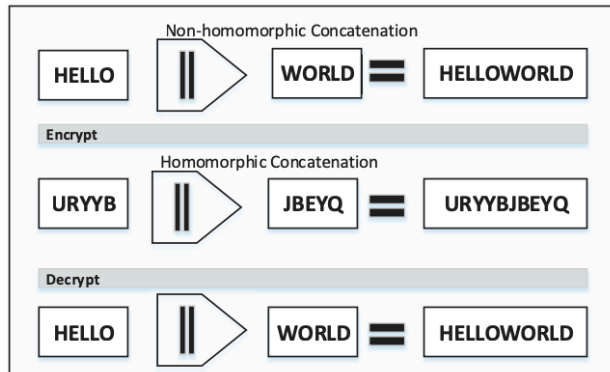 Non-homomorphic Concatenation
HELLO || WORLD = HELLOWORLD
Encrypt
Homomorphic Concatenation
URYYB || JBEYQ = URYYBJBEYQ
Decrypt
HELLO || WORLD = HELLOWORLD